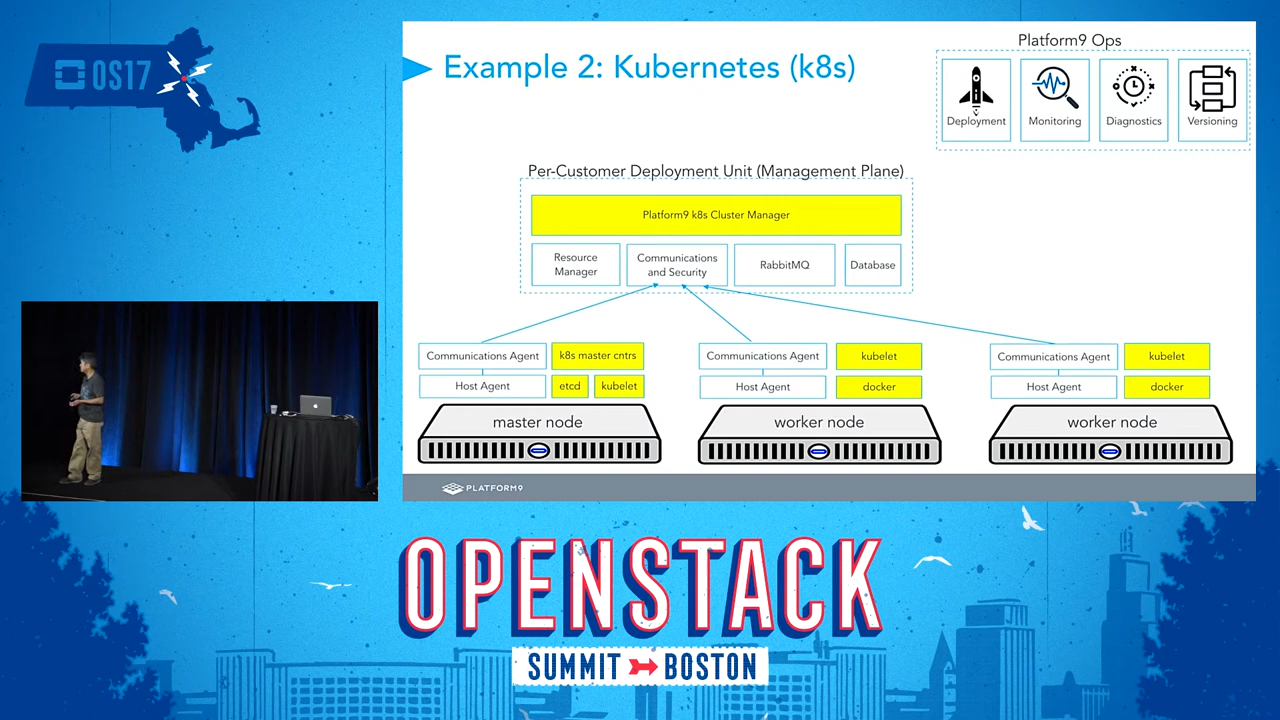 OS17
Example 2: Kubernetes (k8s)
Platform9 Ops
Deployment
Monitoring
Diagnostics
Versioning
Per-Customer Deployment Unit (Management Plane)
Platform9 k8s Cluster Manager
Resource
Manager
Communications
and Security
RabbitMQ
Database
Communications Agent
k8s master cntrs
Host Agent
etcd
kubelet
master node
Communications Agent
kubelet
Host Agent
docker
worker node
Communications Agent
kubelet
Host Agent
docker
worker node
PLATFORM9
OPENSTACK
SUMMIT BOSTON